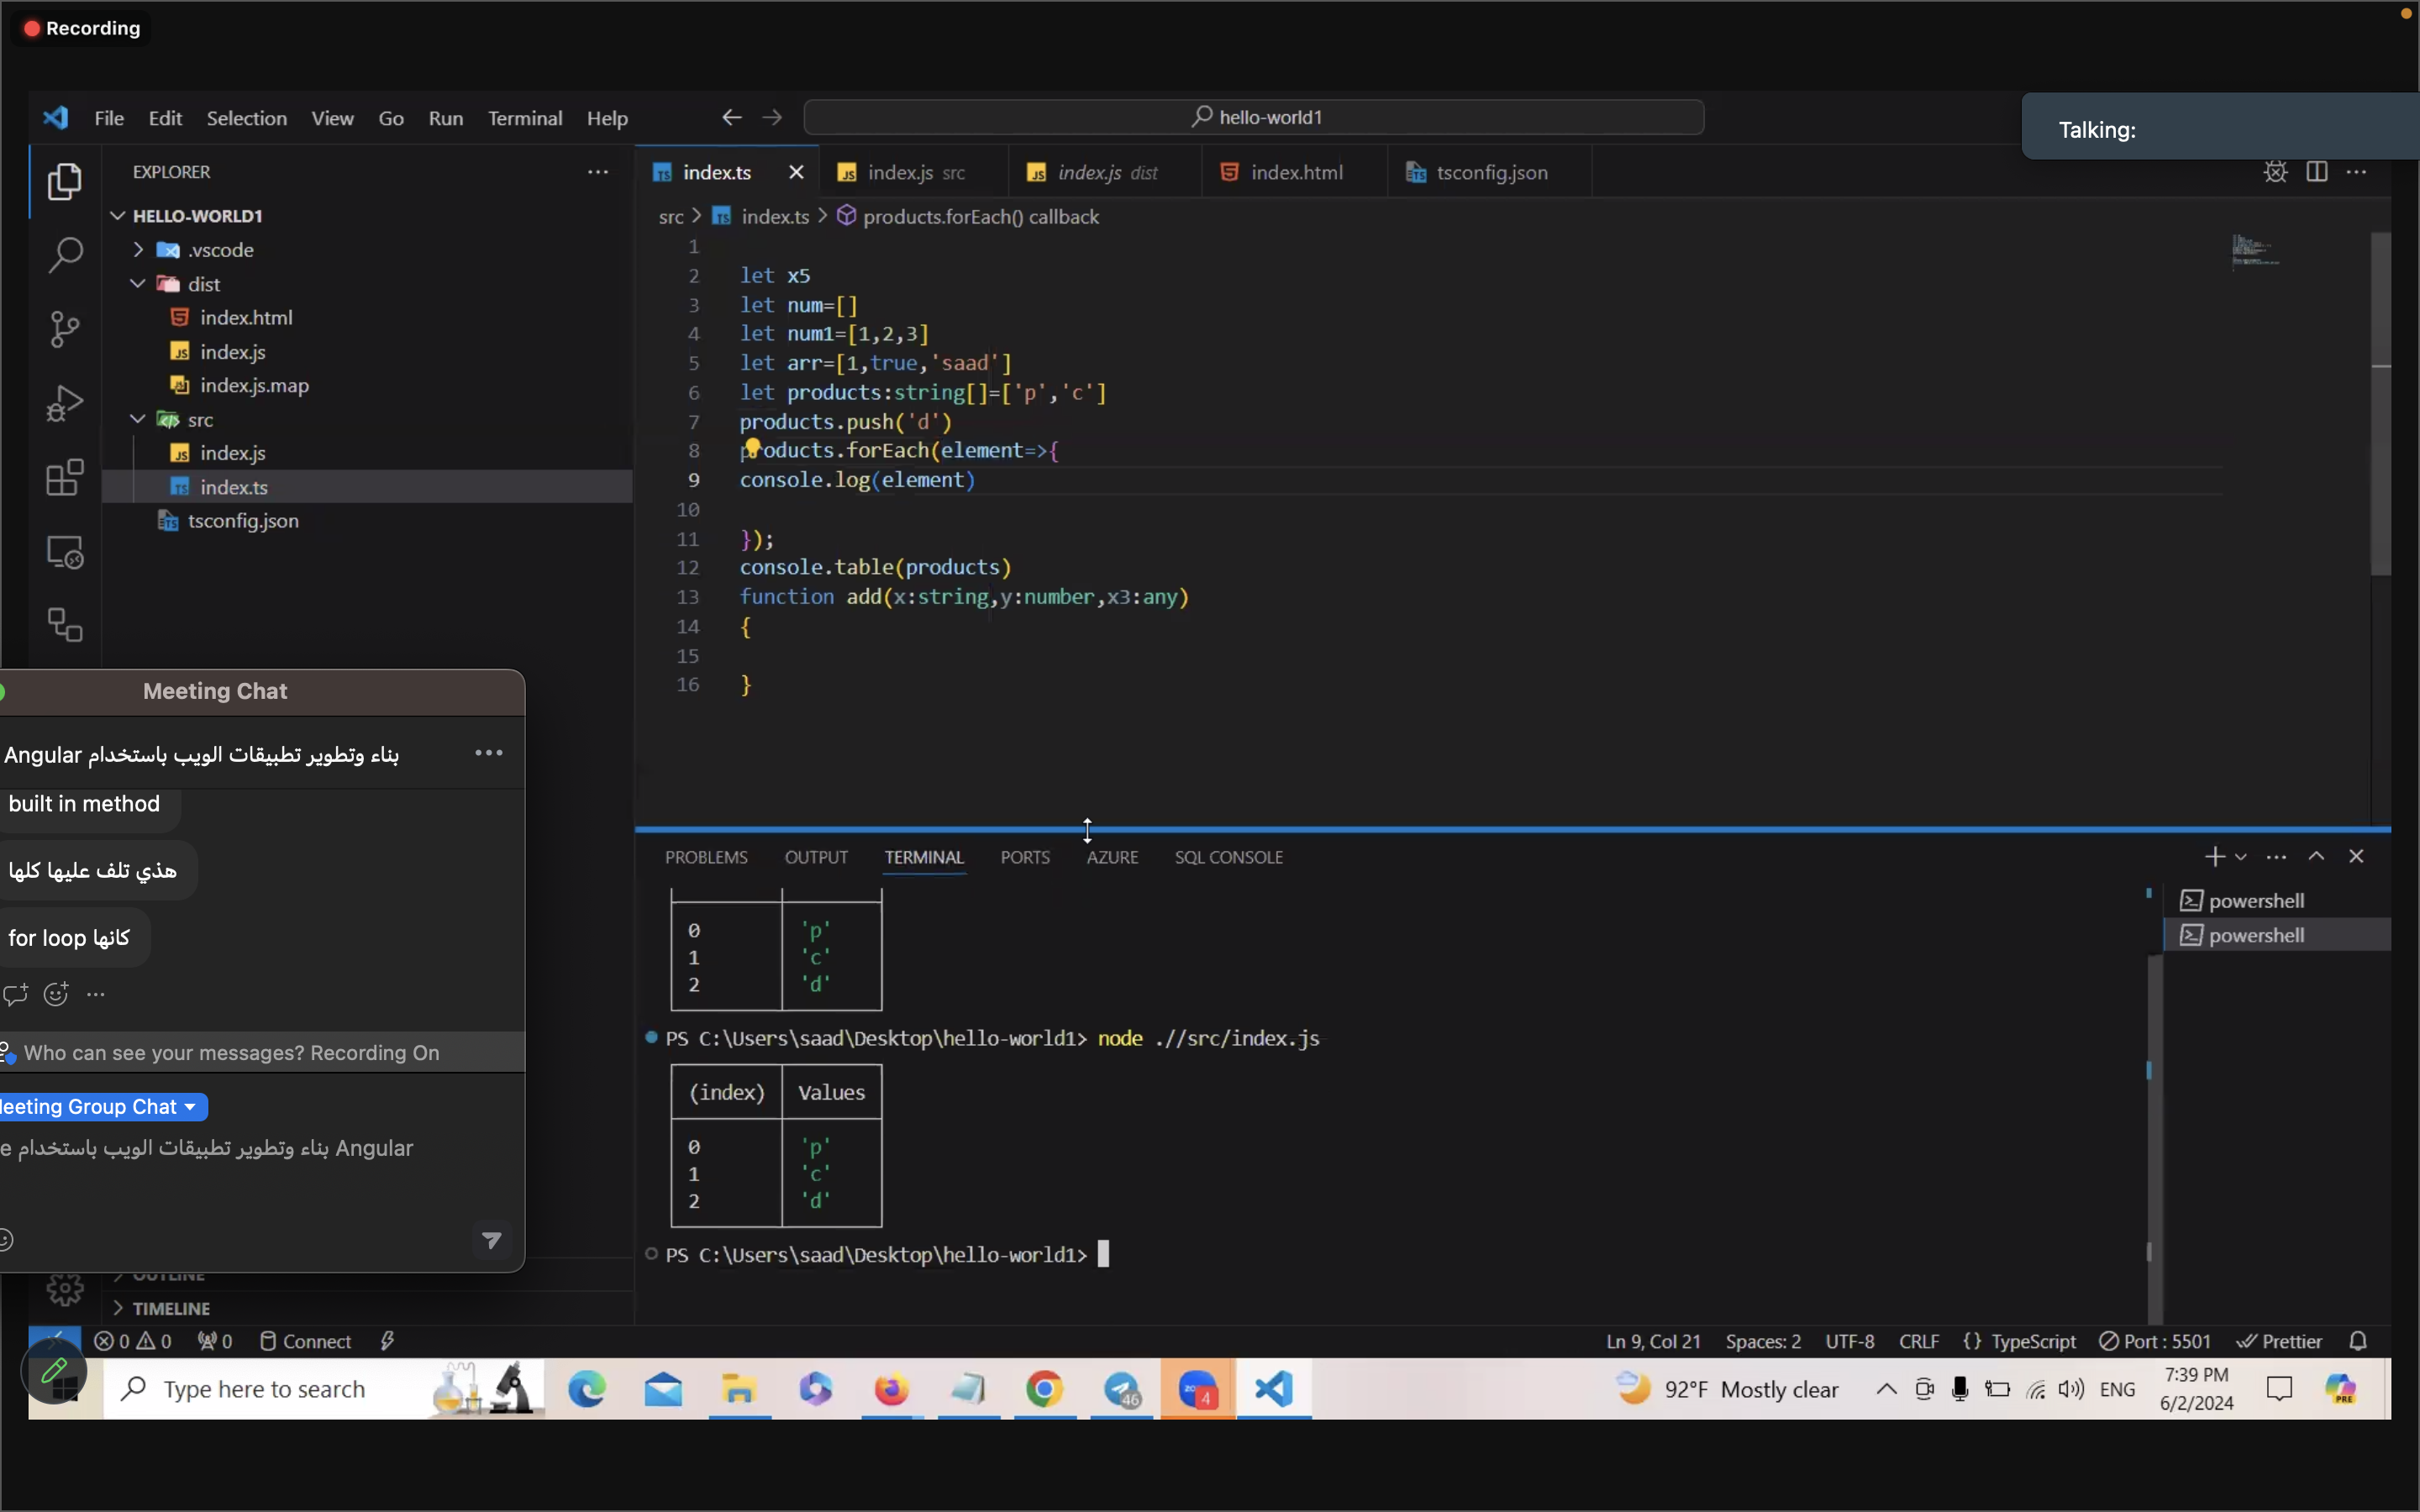 Recording
File Edit Selection View Go Run Terminal Help
hello-world1
Talking:
EXPLORER
HELLO-WORLD1
.vscode
dist
index.html
index.js
index.js.map
src
index.js
index.ts
tsconfig.json
index.ts
index.js src
index.js dist
index.html
tsconfig.json
src > index.ts > products.forEach() callback
1
2 let x5
3 let num=[]
4 let num1=[1,2,3]
5 let arr=[1,true,'saad']
6 let products:string[]=['p','c']
7 products.push('d')
8 products.forEach(element=>{
9 console.log(element)
10
11 });
12 console.table(products)
13 function add(x:string,y:number,x3:any)
14 {
15
16 }
Meeting Chat
بناء وتطوير تطبيقات الويب باستخدام Angular
built in method
هذي تلف عليها كلها
كانها for loop
Who can see your messages? Recording On
eeting Group Chat
e بناء وتطوير تطبيقات الويب باستخدام Angular
PROBLEMS OUTPUT TERMINAL PORTS AZURE SQL CONSOLE
0 'p'
1 'c'
2 'd'
PS C:\Users\saad\Desktop\hello-world1> node .//src/index.js
(index) Values
0 'p'
1 'c'
2 'd'
PS C:\Users\saad\Desktop\hello-world1>
powershell
powershell
OUTLINE
TIMELINE
0 0 0 Connect
Ln 9, Col 21 Spaces: 2 UTF-8 CRLF {} TypeScript Port : 5501 Prettier
Type here to search
46
4
92°F Mostly clear
ENG
7:39 PM
6/2/2024
PRE